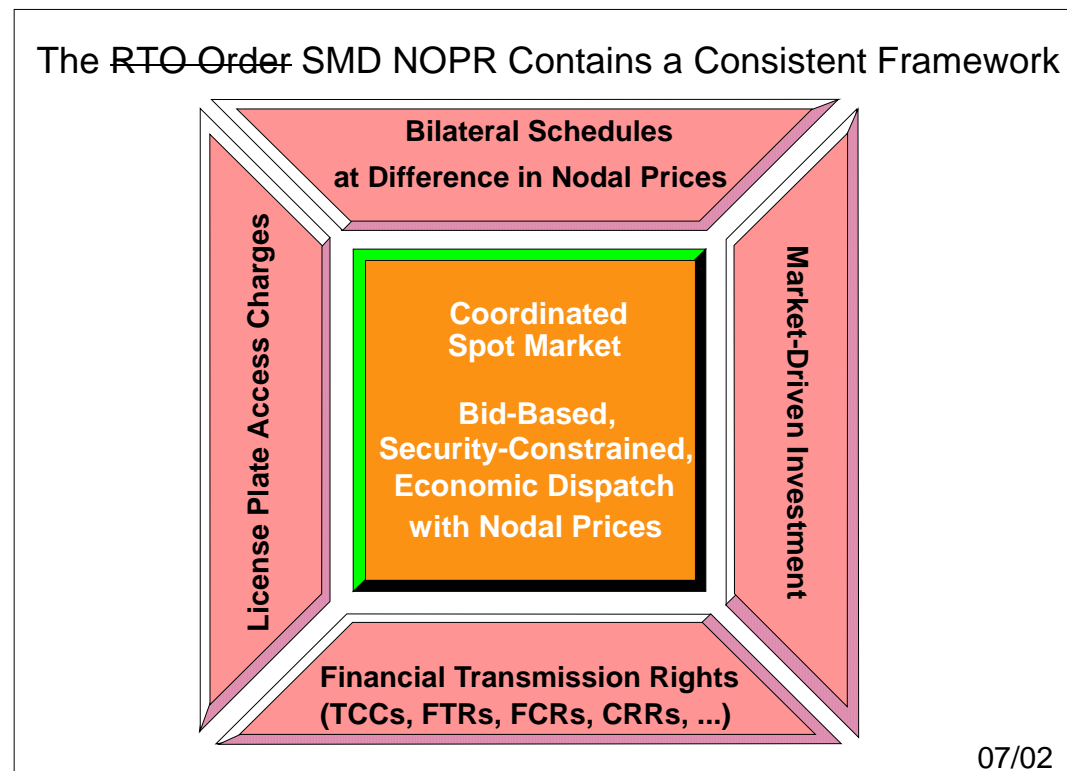 The RTO Order SMD NOPR Contains a Consistent Framework
Bilateral Schedules
at Difference in Nodal Prices
License Plate Access Charges
Coordinated
Spot Market
Bid-Based,
Security-Constrained,
Economic Dispatch
with Nodal Prices
Market-Driven Investment
Financial Transmission Rights
(TCCs, FTRs, FCRs, CRRs, ...)
07/02